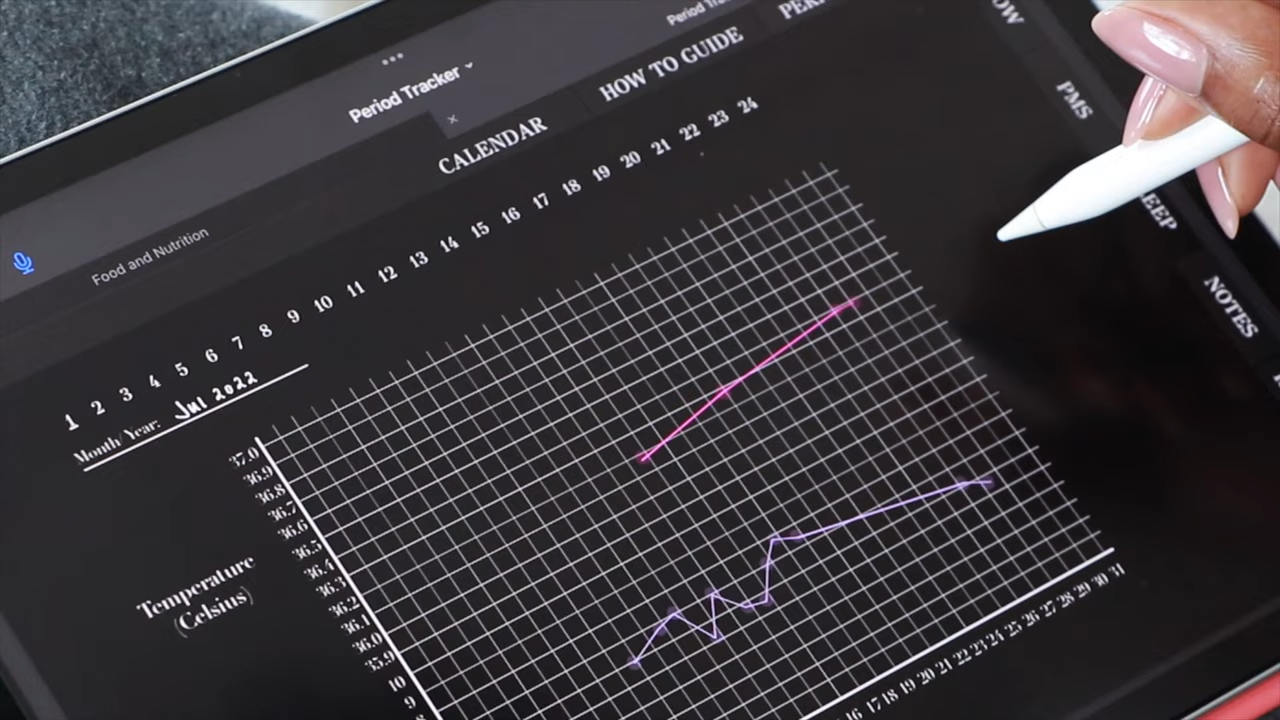 Period Tracker
HOW TO GUIDE
CALENDAR
1 2 3 4 5 6 7 8 9 10 11 12 13 14 15 16 17 18 19 20 21 22 23 24
Food and Nutrition
Month/Year: Jul 2022
PMS
NOTES
37.0
36.9
36.8
36.7
36.6
36.5
36.4
36.3
36.2
36.1
36.0
35.9
10
9
Temperature
(Celsius)
16 17 18 19 20 21 22 23 24 25 26 27 28 29 30 31